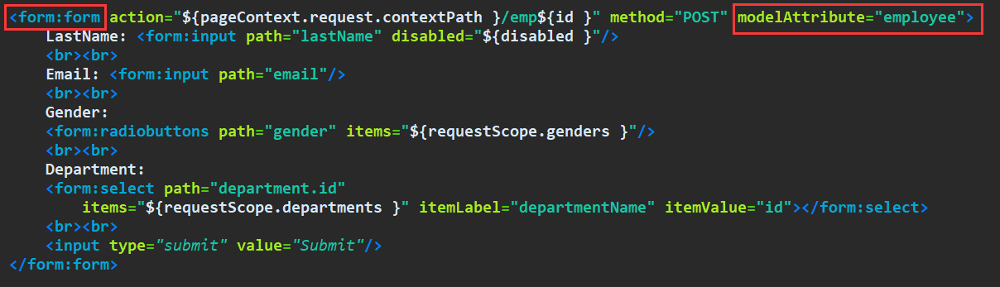 <form:form action="${pageContext.request.contextPath }/emp${id }" method="POST" modelAttribute="employee">
LastName: <form:input path="lastName" disabled="${disabled }"/>
<br><br>
Email: <form:input path="email"/>
<br><br>
Gender:
<form:radiobuttons path="gender" items="${requestScope.genders }"/>
<br><br>
Department:
<form:select path="department.id"
items="${requestScope.departments }" itemLabel="departmentName" itemValue="id"></form:select>
<br><br>
<input type="submit" value="Submit"/>
</form:form>